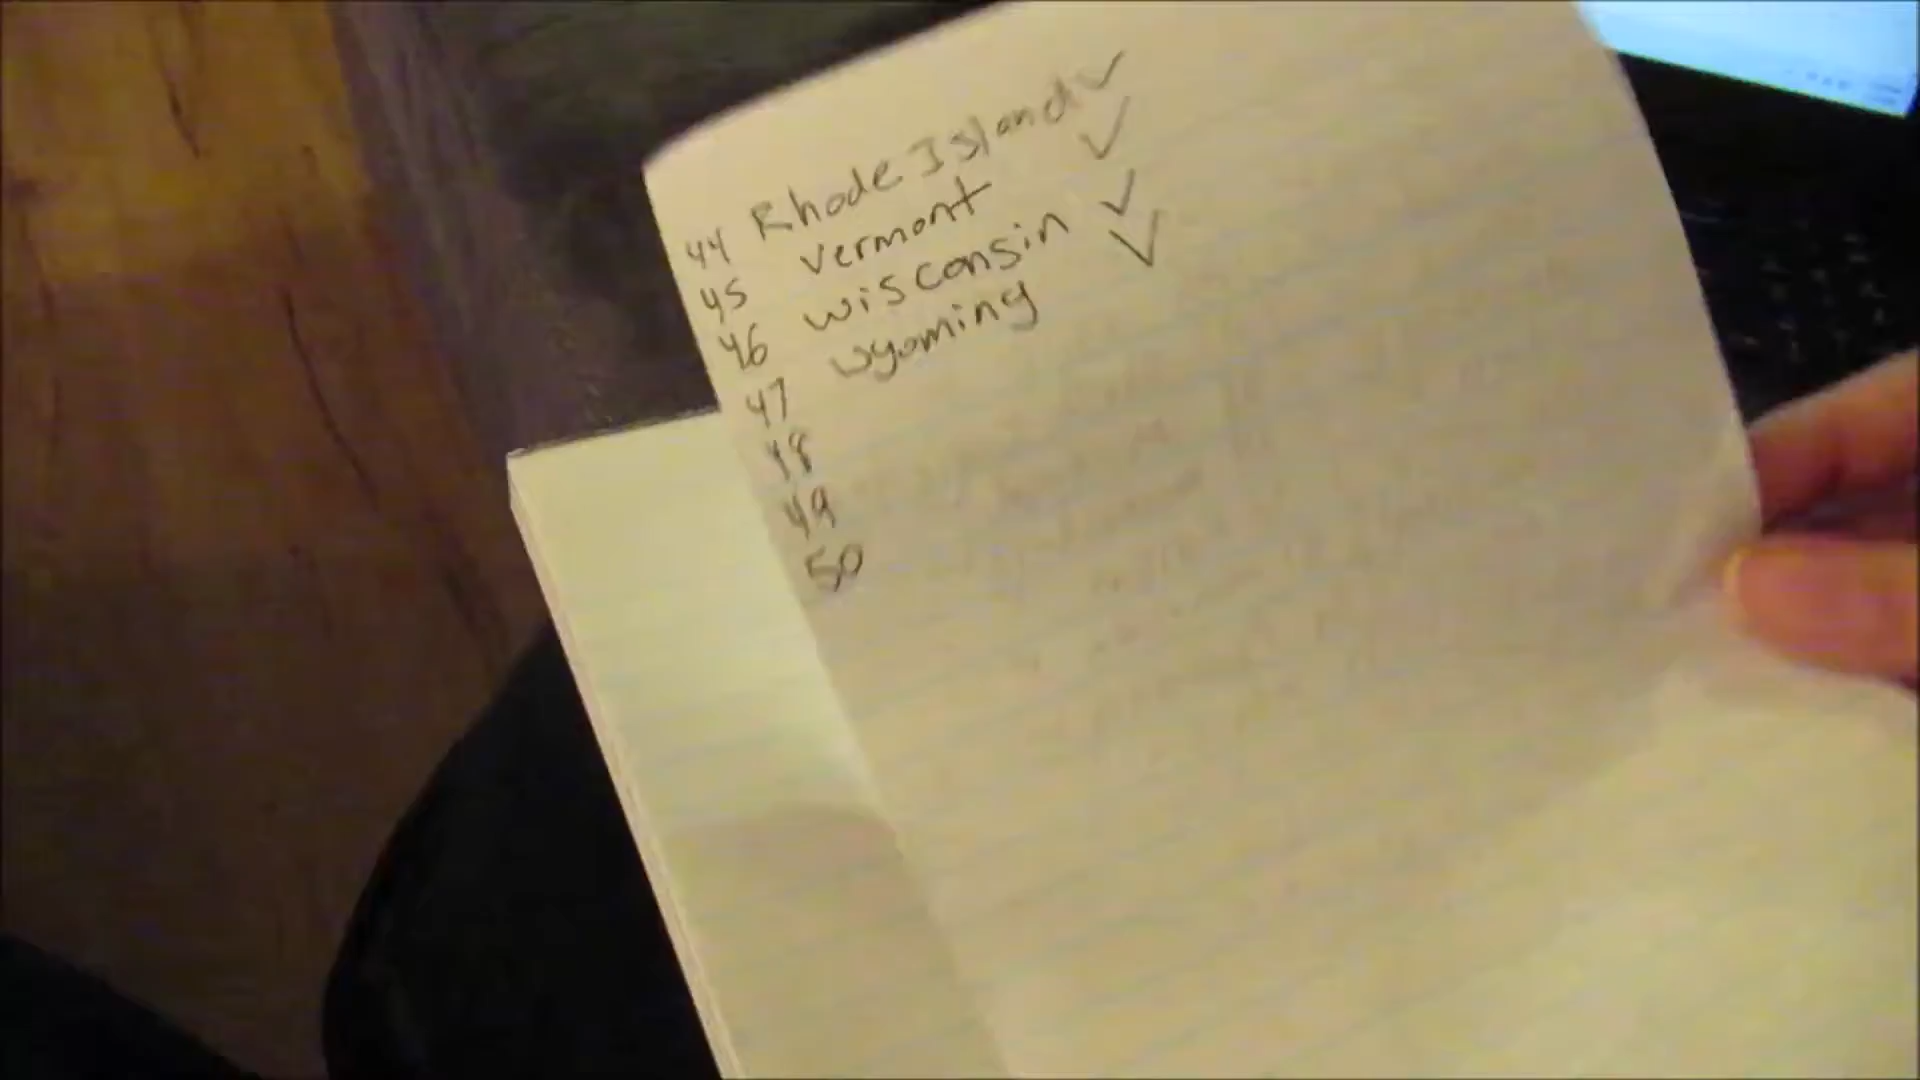 44 Rhode Island ✓
45 Vermont ✓
46 Wisconsin ✓
47 Wyoming ✓
48
49
50